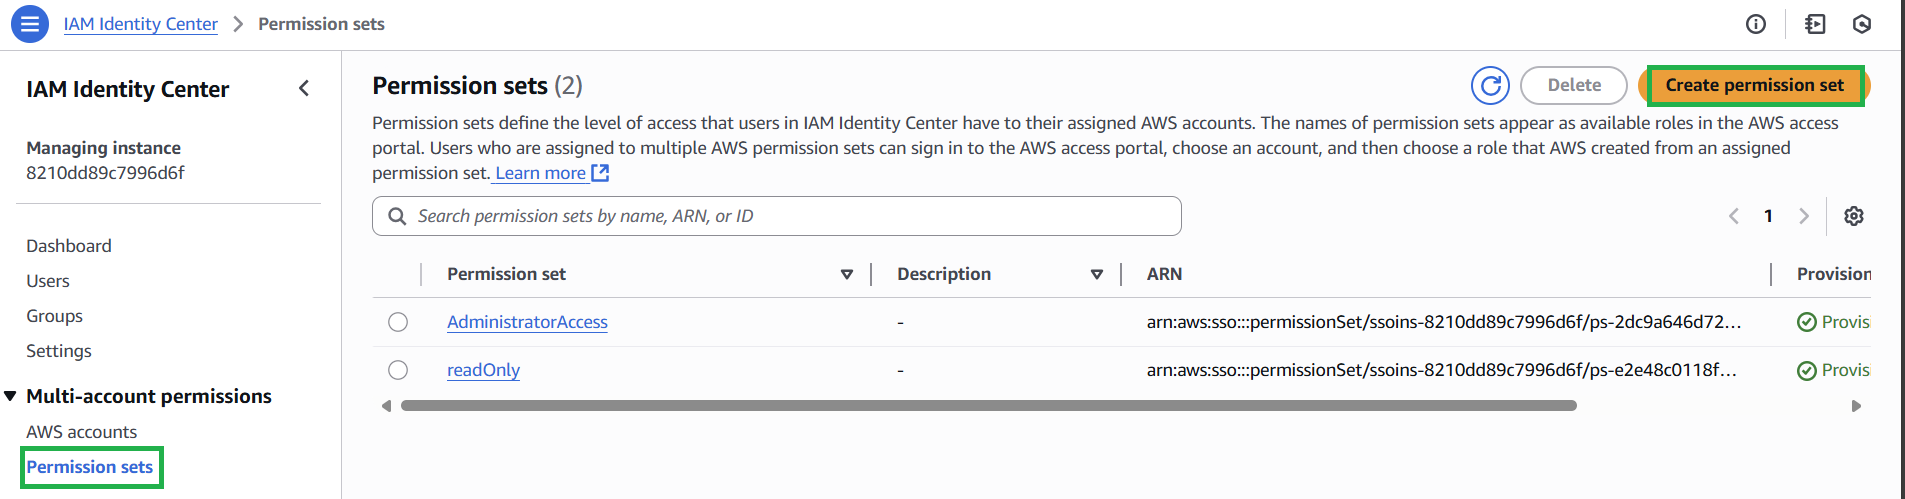 IAM Identity Center > Permission sets
IAM Identity Center
Managing instance
8210dd89c7996d6f
Dashboard
Users
Groups
Settings
Multi-account permissions
AWS accounts
Permission sets
Permission sets (2)
Delete
Create permission set
Permission sets define the level of access that users in IAM Identity Center have to their assigned AWS accounts. The names of permission sets appear as available roles in the AWS access
portal. Users who are assigned to multiple AWS permission sets can sign in to the AWS access portal, choose an account, and then choose a role that AWS created from an assigned
permission set. Learn more
Search permission sets by name, ARN, or ID
1
Permission set Description ARN Provision
AdministratorAccess - arn:aws:sso:::permissionSet/ssoins-8210dd89c7996d6f/ps-2dc9a646d72... Provisi
readOnly - arn:aws:sso:::permissionSet/ssoins-8210dd89c7996d6f/ps-e2e48c0118f... Provisi